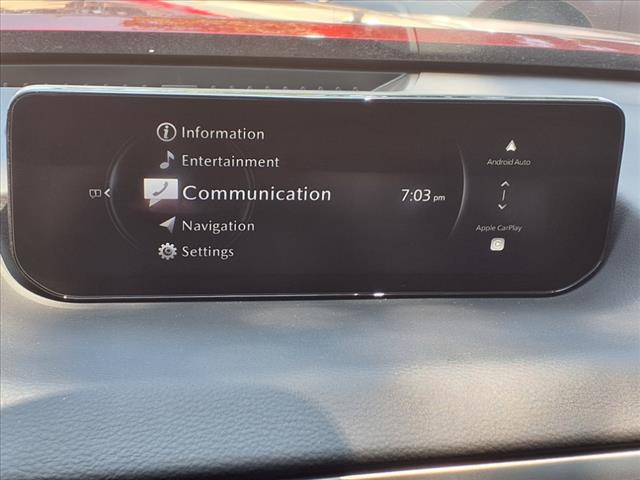 Information
Entertainment
Communication
7:03 pm
Navigation
Settings
Android Auto
Apple CarPlay